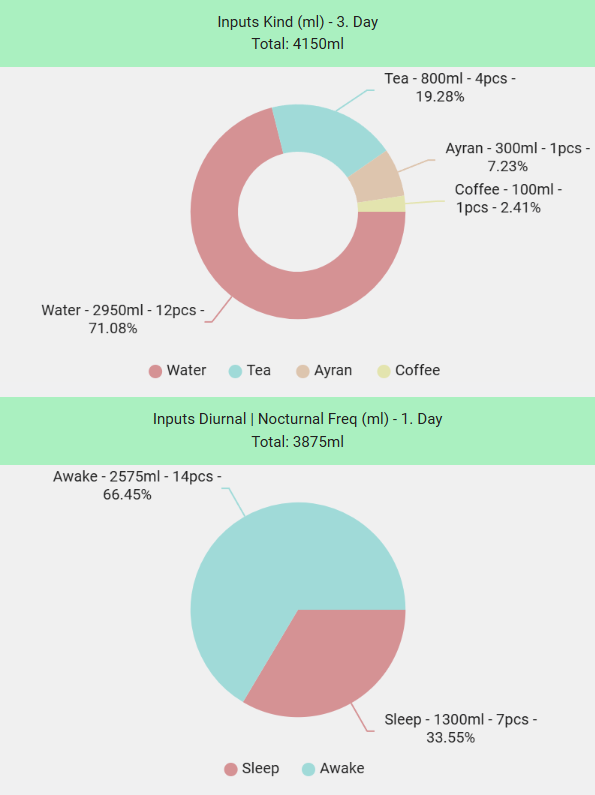 Inputs Kind (ml) - 3. Day
Total: 4150ml
Tea - 800ml - 4pcs -
19.28%
Ayran - 300ml - 1pcs -
7.23%
Coffee - 100ml -
1pcs - 2.41%
Water - 2950ml - 12pcs -
71.08%
Water Tea Ayran Coffee
Inputs Diurnal | Nocturnal Freq (ml) - 1. Day
Total: 3875ml
Awake - 2575ml - 14pcs -
66.45%
Sleep - 1300ml - 7pcs -
33.55%
Sleep Awake